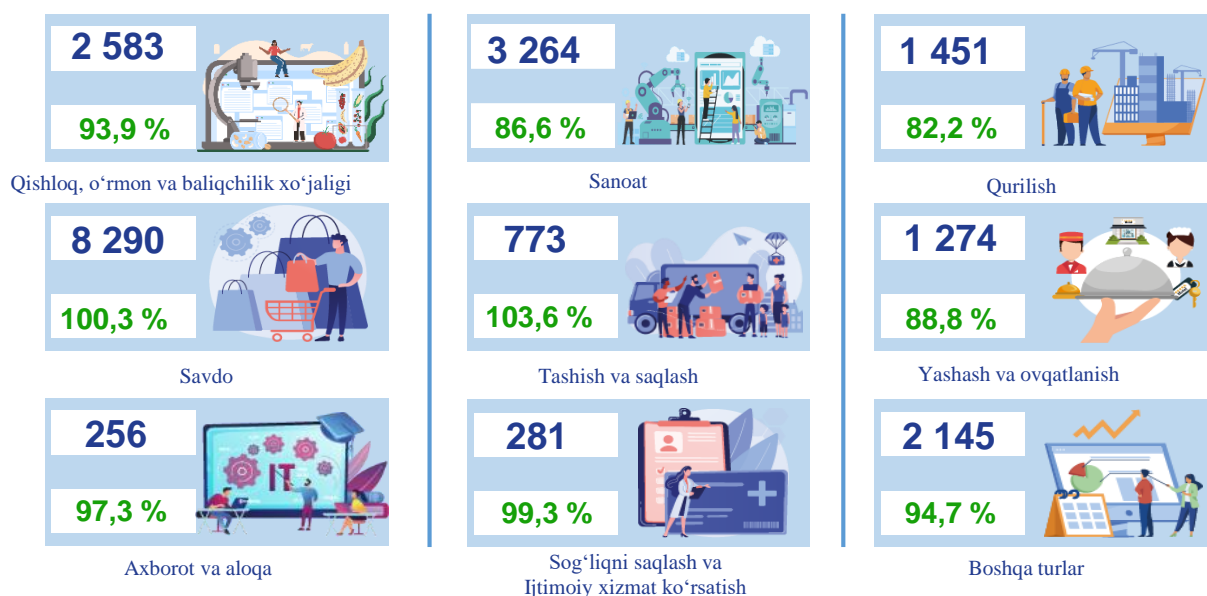 2 583
93,9 %
Qishloq, o‘rmon va baliqchilik xo‘jaligi
3 264
86,6 %
Sanoat
1 451
82,2 %
Qurilish
8 290
100,3 %
Savdo
773
103,6 %
Tashish va saqlash
1 274
88,8 %
Yashash va ovqatlanish
256
97,3 %
IT
Axborot va aloqa
281
99,3 %
Sog‘liqni saqlash va
Ijtimoiy xizmat ko‘rsatish
2 145
94,7 %
Boshqa turlar